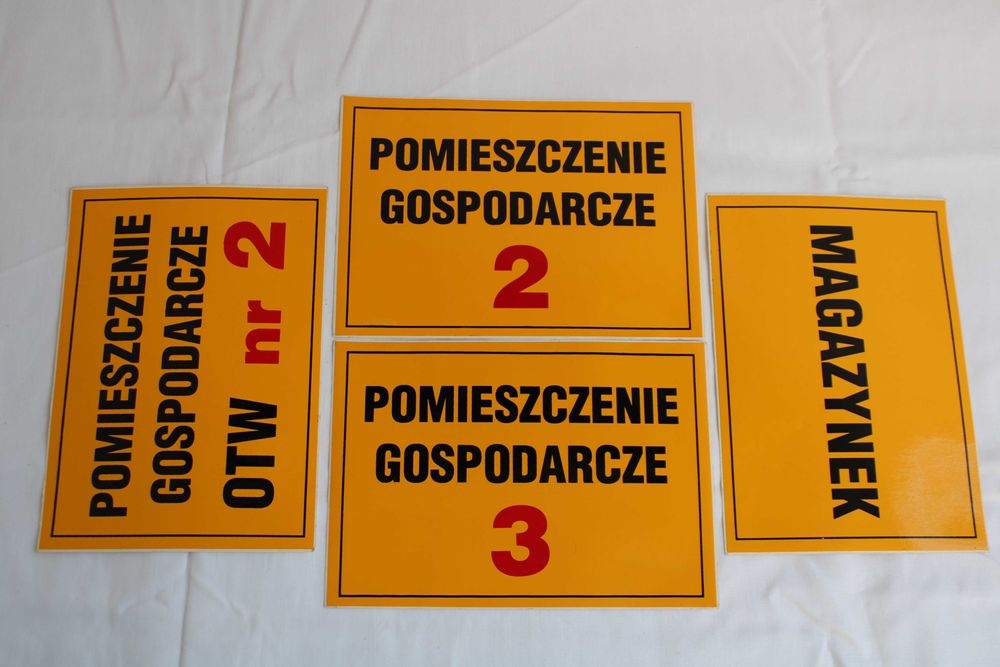 POMIESZCZENIE
GOSPODARCZE
OTW nr 2
POMIESZCZENIE
GOSPODARCZE
2
POMIESZCZENIE
GOSPODARCZE
3
MAGAZYNEK